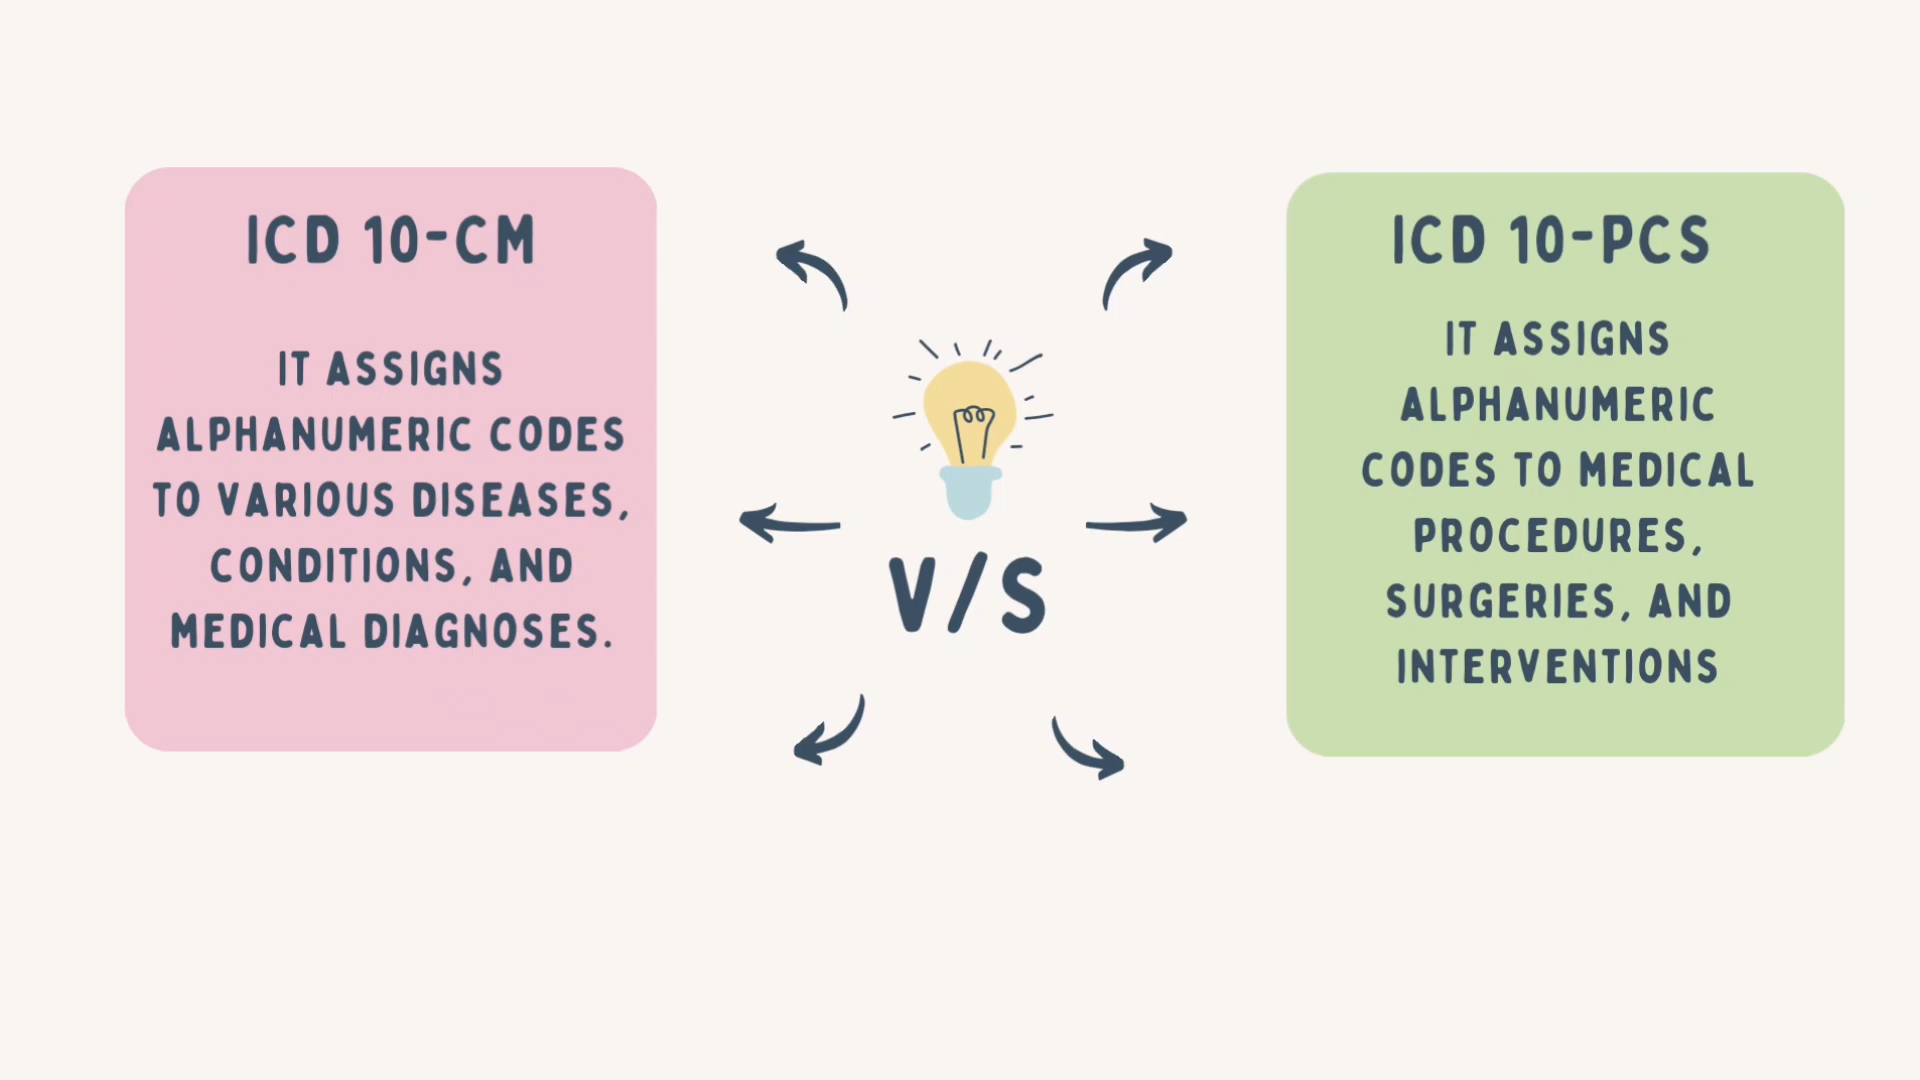 ICD 10-CM
IT ASSIGNS
ALPHANUMERIC CODES
TO VARIOUS DISEASES,
CONDITIONS, AND
MEDICAL DIAGNOSES.
V/S
ICD 10-PCS
IT ASSIGNS
ALPHANUMERIC
CODES TO MEDICAL
PROCEDURES,
SURGERIES, AND
INTERVENTIONS